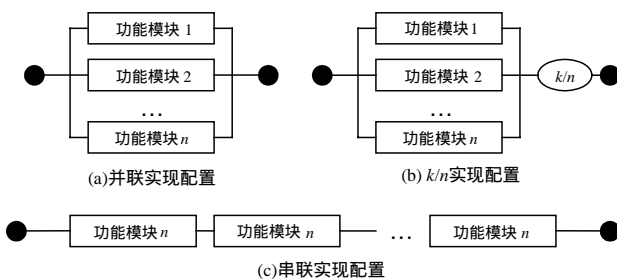 功能模块 1
功能模块 2
...
功能模块 n
(a)并联实现配置
功能模块1
功能模块 2
...
功能模块 n
k/n
(b) k/n实现配置
功能模块 n 功能模块 n ... 功能模块 n
(c)串联实现配置